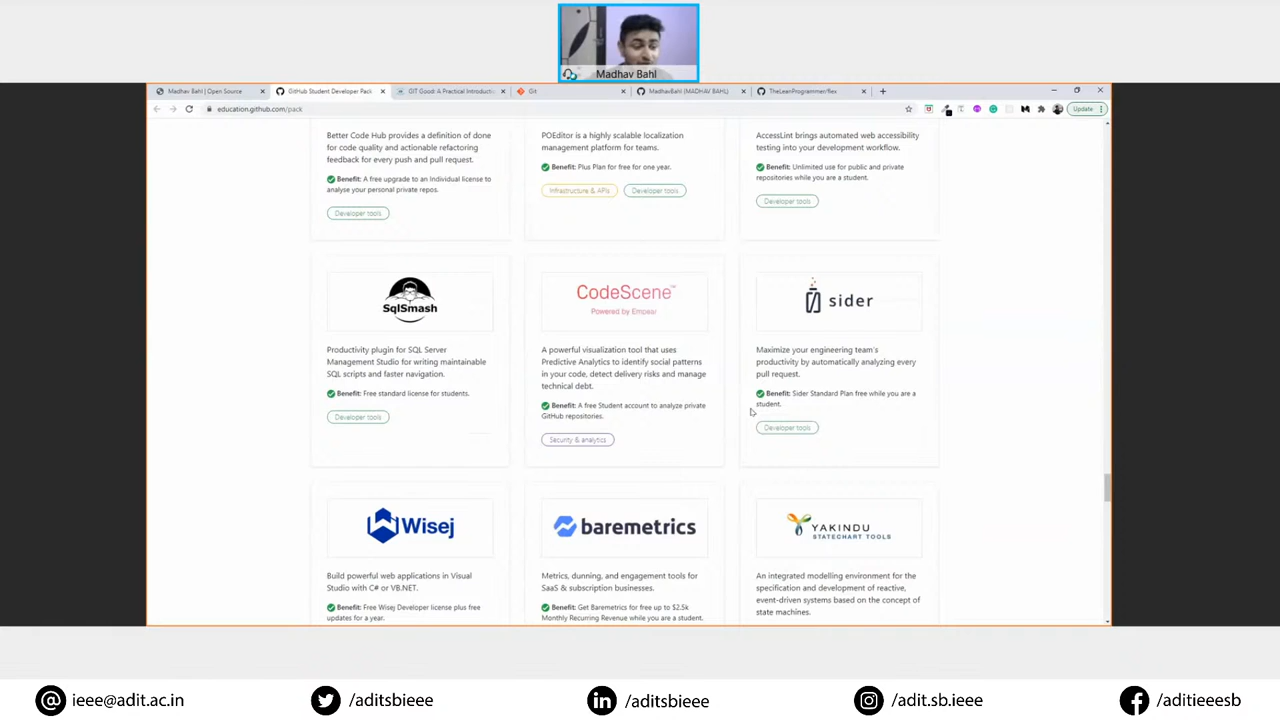 Madhav Bahl
Madhav Bahl | Open Source
GitHub Student Developer Pack
GIT Good: A Practical Introducti
Git
MadhavBahl (MADHAV BAHL)
TheLeanProgrammer/flex
education.github.com/pack
Update
Better Code Hub provides a definition of done
for code quality and actionable refactoring
feedback for every push and pull request.
Benefit: A free upgrade to an Individual license to
analyse your personal private repos.
Developer tools
POEditor is a highly scalable localization
management platform for teams.
Benefit: Plus Plan for free for one year.
Infrastructure & APIs
Developer tools
AccessLint brings automated web accessibility
testing into your development workflow.
Benefit: Unlimited use for public and private
repositories while you are a student.
Developer tools
SqlSmash
Productivity plugin for SQL Server
Management Studio for writing maintainable
SQL scripts and faster navigation.
Benefit: Free standard license for students.
Developer tools
CodeScene™
Powered by Empear
A powerful visualization tool that uses
Predictive Analytics to identify social patterns
in your code, detect delivery risks and manage
technical debt.
Benefit: A free Student account to analyze private
GitHub repositories.
Security & analytics
sider
Maximize your engineering team's
productivity by automatically analyzing every
pull request.
Benefit: Sider Standard Plan free while you are a
student.
Developer tools
Wisej
Build powerful web applications in Visual
Studio with C# or VB.NET.
Benefit: Free Wisej Developer license plus free
updates for a year.
baremetrics
Metrics, dunning, and engagement tools for
SaaS & subscription businesses.
Benefit: Get Baremetrics for free up to $2.5k
Monthly Recurring Revenue while you are a student.
YAKINDU
STATECHART TOOLS
An integrated modelling environment for the
specification and development of reactive,
event-driven systems based on the concept of
state machines.
ieee@adit.ac.in
/aditsbieee
/aditsbieee
/adit.sb.ieee
/aditieeesb